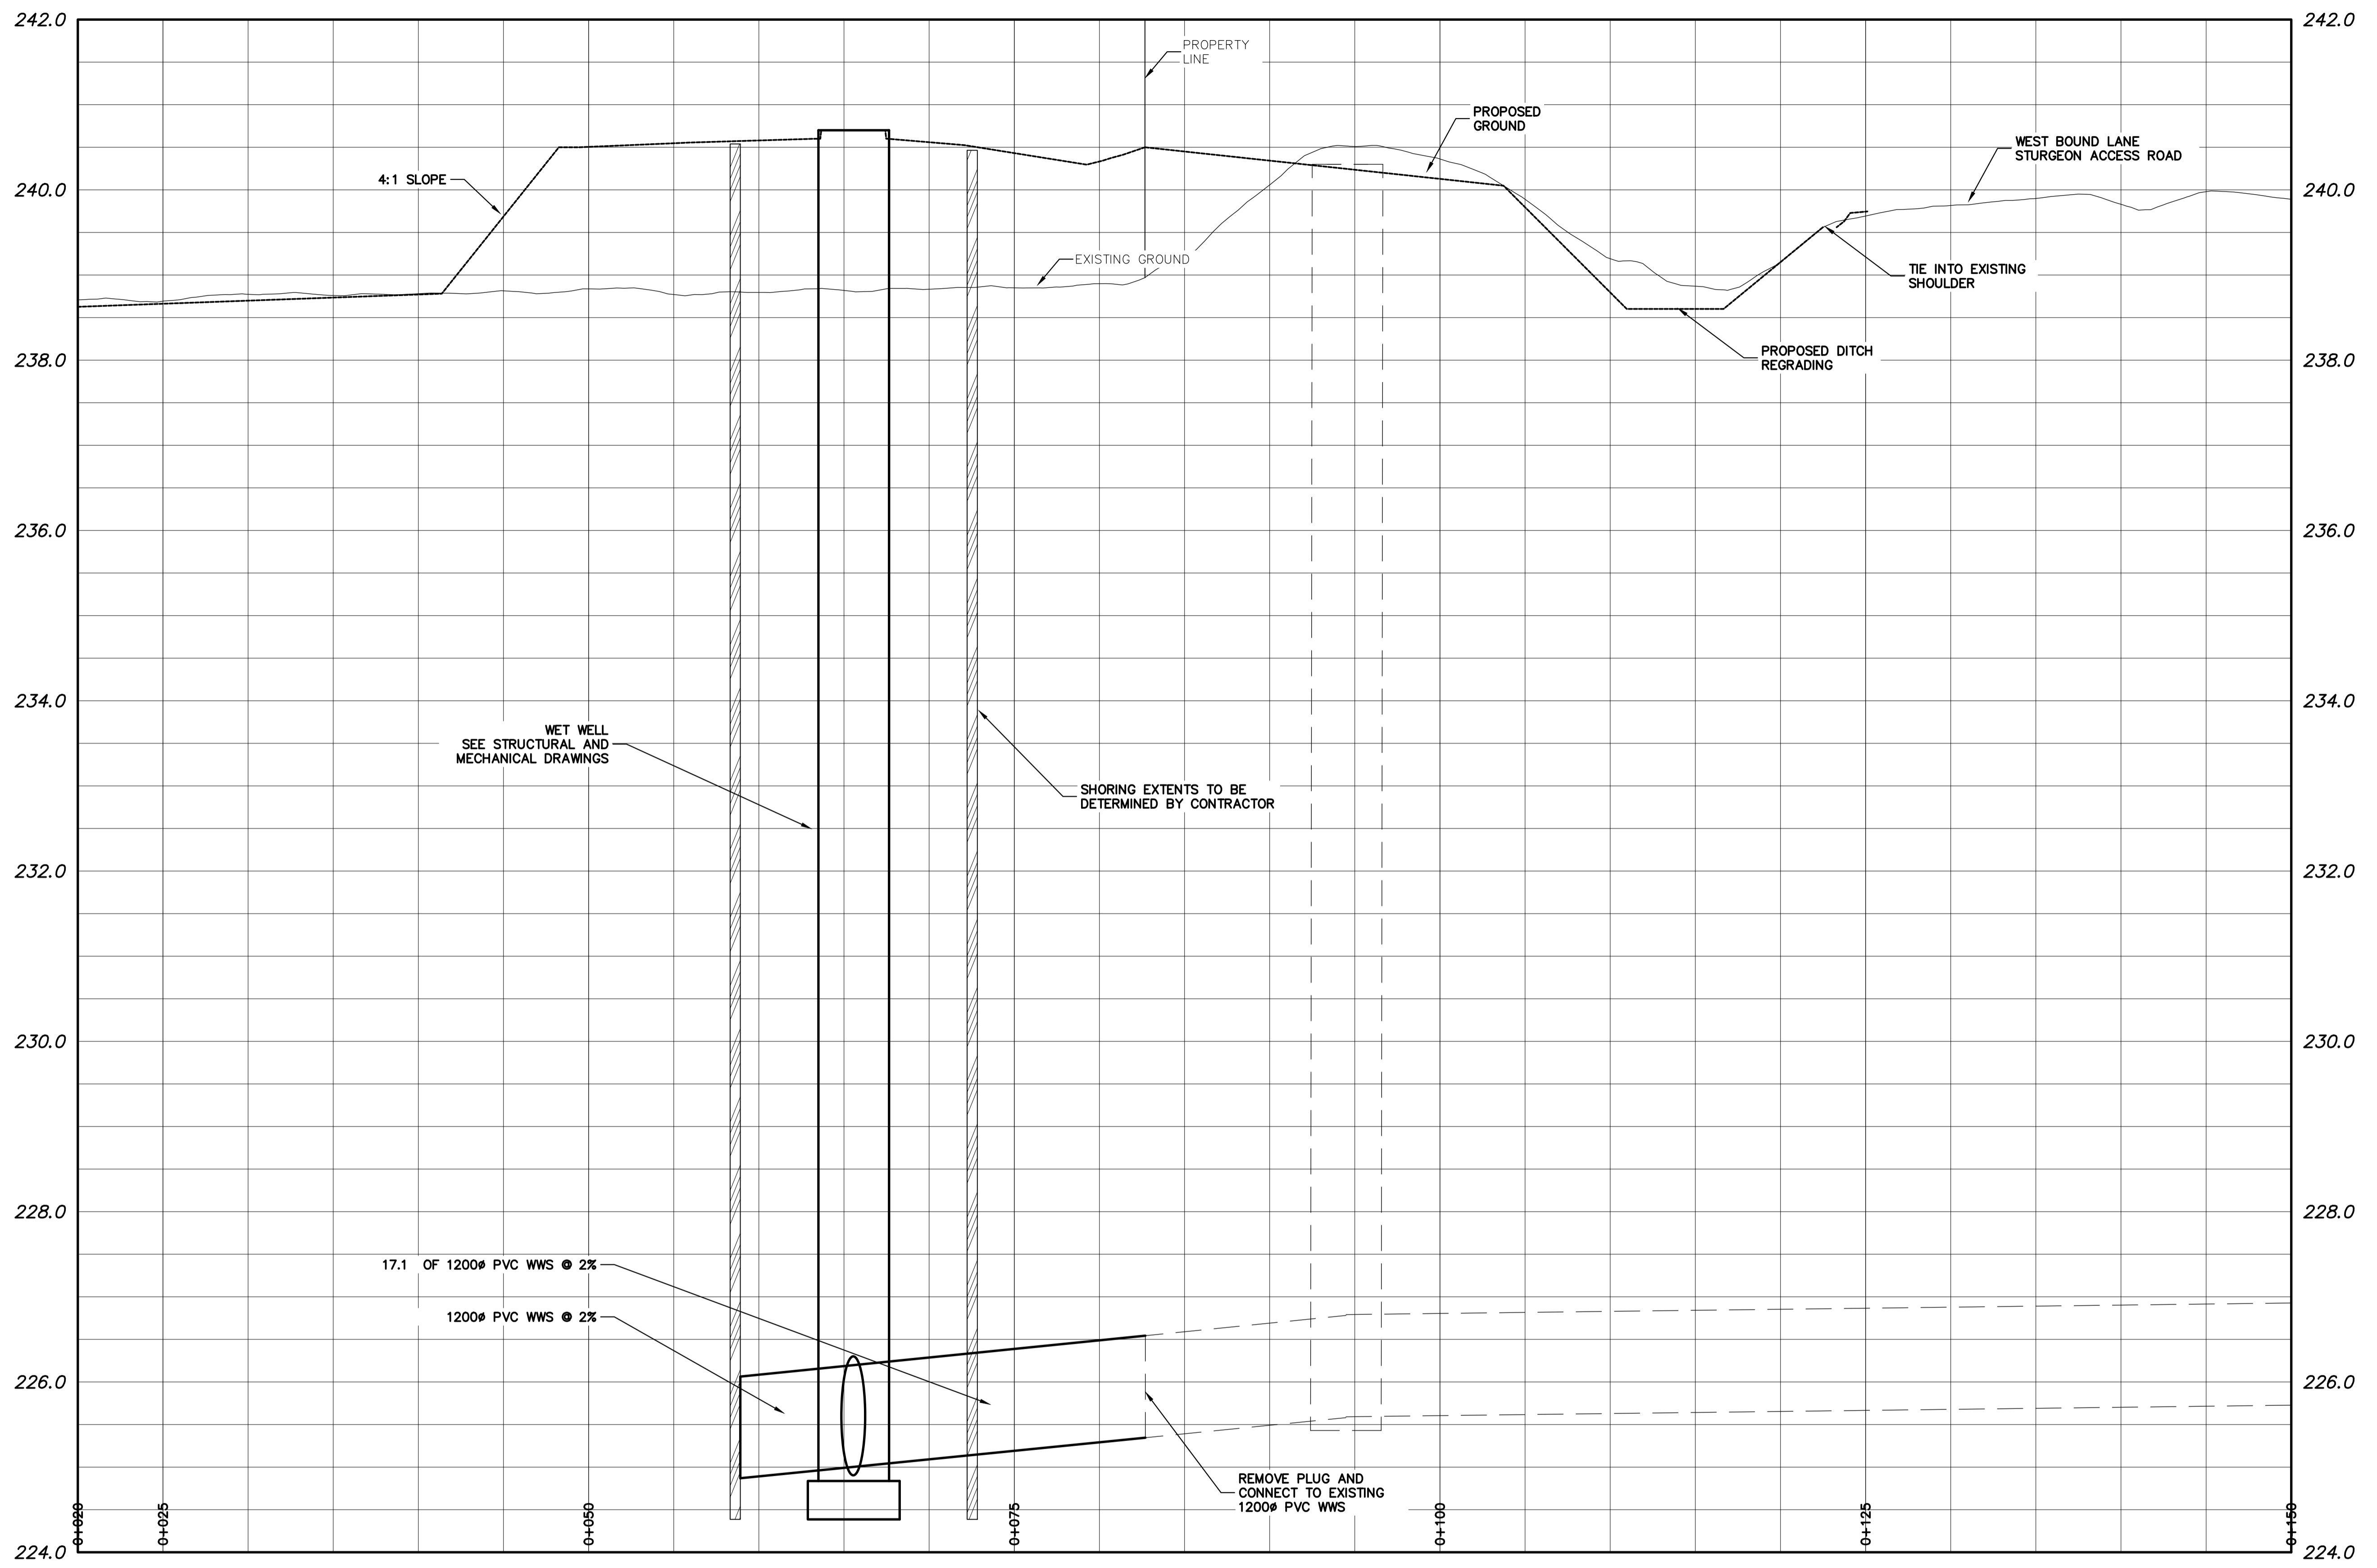 242.0
242.0
PROPERTY
LINE
PROPOSED
GROUND
WEST BOUND LANE
STURGEON ACCESS ROAD
4:1 SLOPE
240.0
240.0
EXISTING GROUND
TIE INTO EXISTING
SHOULDER
PROPOSED DITCH
REGRADING
238.0
238.0
236.0
236.0
234.0
234.0
WET WELL
SEE STRUCTURAL AND
MECHANICAL DRAWINGS
SHORING EXTENTS TO BE
DETERMINED BY CONTRACTOR
232.0
232.0
230.0
230.0
228.0
228.0
17.1 OF 1200ø PVC WWS @ 2%
1200ø PVC WWS @ 2%
226.0
226.0
REMOVE PLUG AND
CONNECT TO EXISTING
1200ø PVC WWS
0+020
0+025
0+050
0+075
0+100
0+125
0+150
224.0
224.0